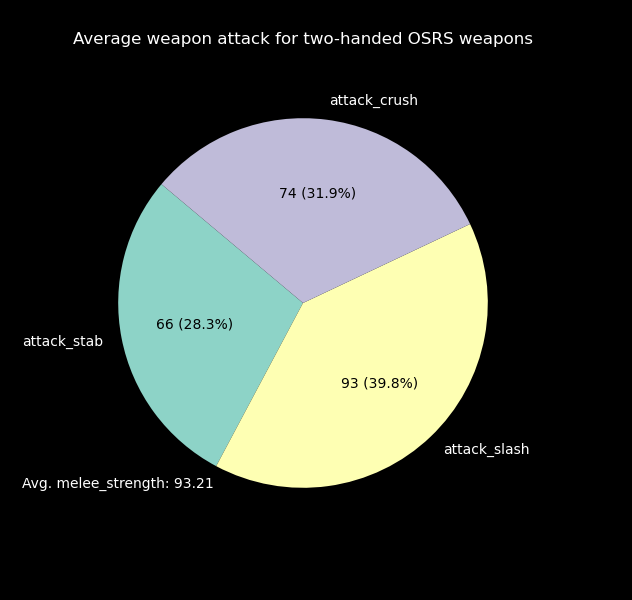 Average weapon attack for two-handed OSRS weapons
attack_crush
74 (31.9%)
66 (28.3%)
attack_stab
93 (39.8%)
attack_slash
Avg. melee_strength: 93.21